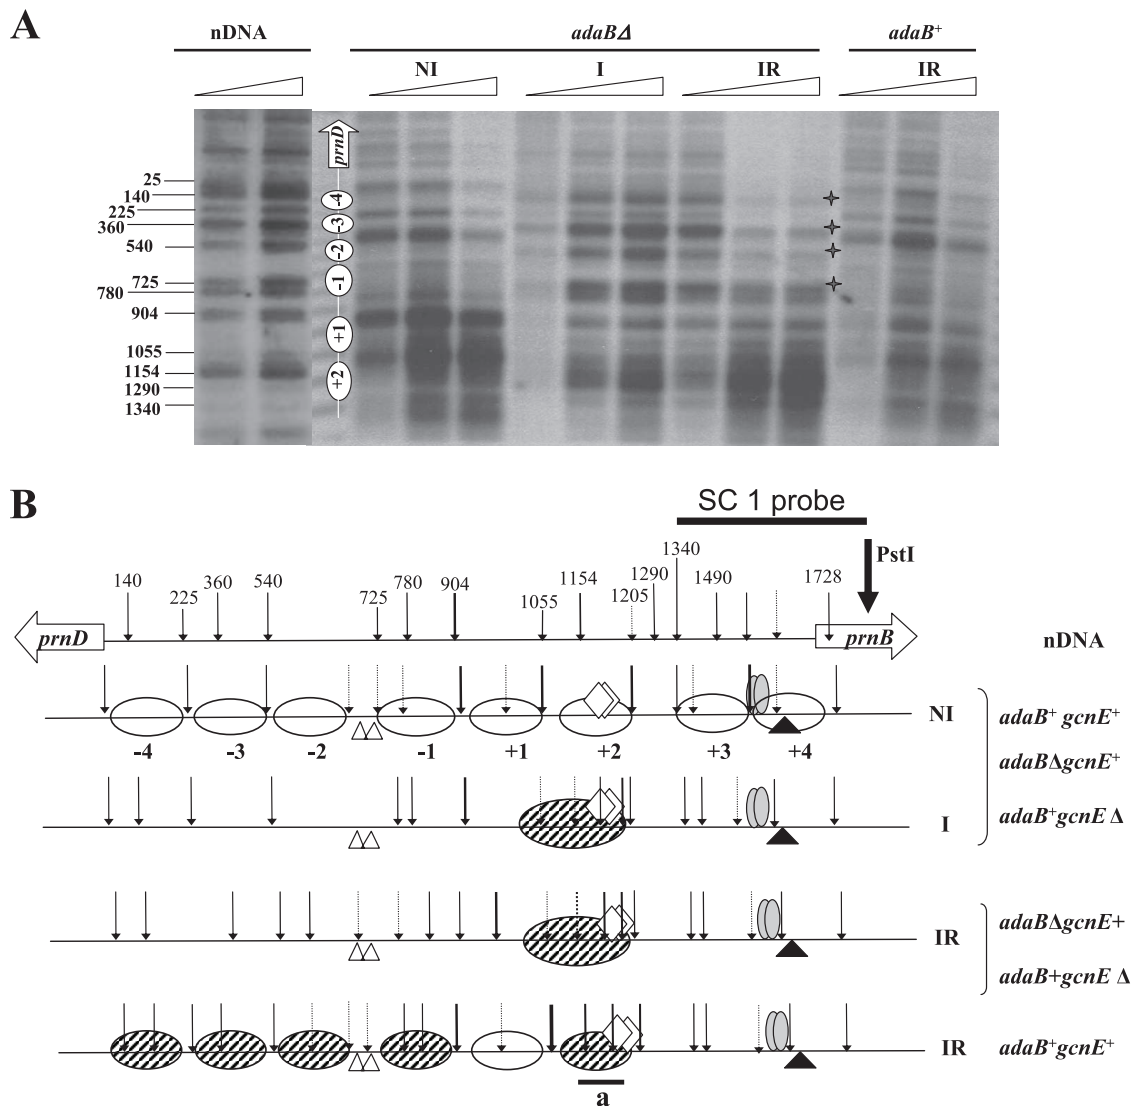 A
nDNA adaBΔ adaB⁺
NI I IR IR
prnD
25
140
225
360
540
725
780
904
1055
1154
1290
1340
-4
-3
-2
-1
+1
+2
B
SC 1 probe
PstI
1340
140 360 540 780 904 1154 1290 1490 1728
225 725 1055 1205
prnD prnB
nDNA
NI
-4 -3 -2 -1 +1 +2 +3 +4
adaB⁺ gcnE⁺
adaBΔgcnE⁺
I
adaB⁺gcnE Δ
IR
adaBΔgcnE+
adaB+gcnE Δ
IR
adaB⁺gcnE⁺
a